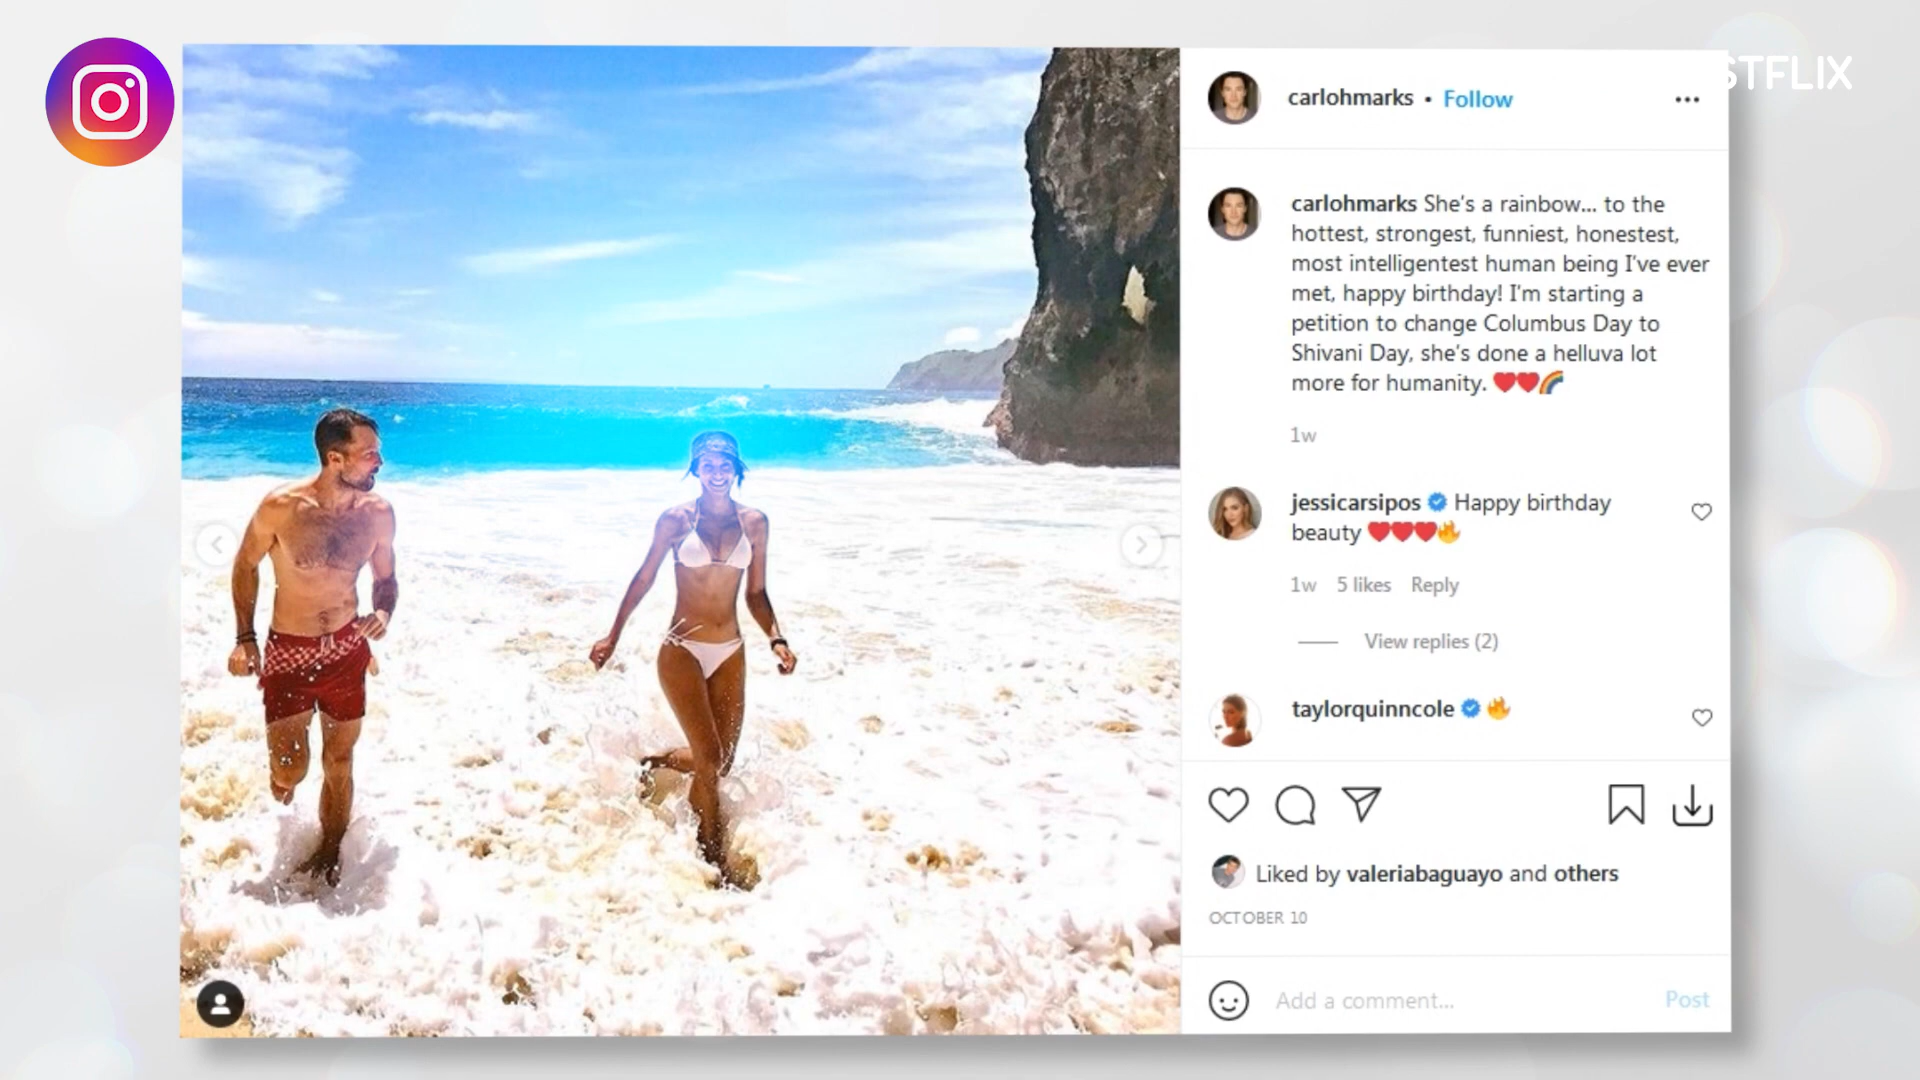 STFLIX
carlohmarks • Follow
carlohmarks She's a rainbow... to the
hottest, strongest, funniest, honestest,
most intelligentest human being I've ever
met, happy birthday! I'm starting a
petition to change Columbus Day to
Shivani Day, she's done a helluva lot
more for humanity. ❤️❤️🌈
1w
jessicarsipos Happy birthday
beauty ❤️❤️❤️🔥
1w 5 likes Reply
View replies (2)
taylorquinncole 🔥
Liked by valeriabaguayo and others
OCTOBER 10
Add a comment... Post